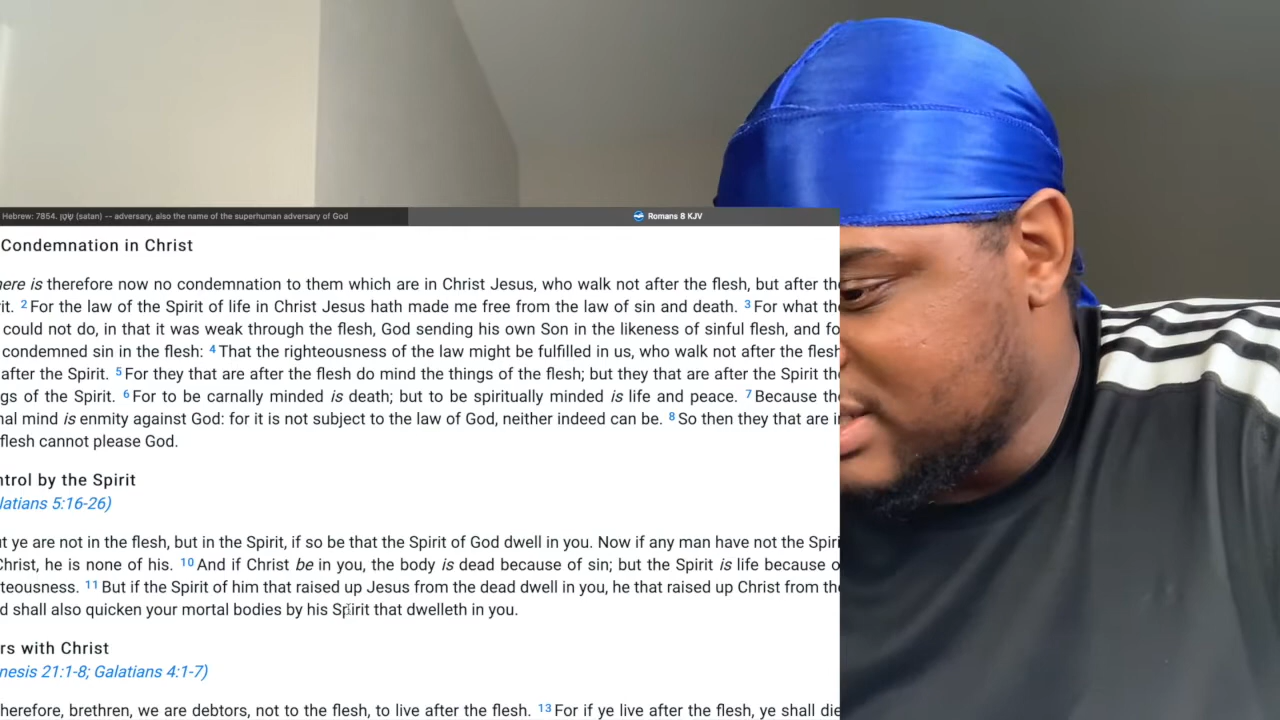 Hebrew: 7854. שָׂטָן (satan) -- adversary, also the name of the superhuman adversary of God
Romans 8 KJV
Condemnation in Christ
ere is therefore now no condemnation to them which are in Christ Jesus, who walk not after the flesh, but after the
rit. 2 For the law of the Spirit of life in Christ Jesus hath made me free from the law of sin and death. 3 For what the
could not do, in that it was weak through the flesh, God sending his own Son in the likeness of sinful flesh, and fo
condemned sin in the flesh: 4 That the righteousness of the law might be fulfilled in us, who walk not after the flesh
after the Spirit. 5 For they that are after the flesh do mind the things of the flesh; but they that are after the Spirit the
gs of the Spirit. 6 For to be carnally minded is death; but to be spiritually minded is life and peace. 7 Because the
nal mind is enmity against God: for it is not subject to the law of God, neither indeed can be. 8 So then they that are in
flesh cannot please God.
ntrol by the Spirit
latians 5:16-26)
ut ye are not in the flesh, but in the Spirit, if so be that the Spirit of God dwell in you. Now if any man have not the Spiri
Christ, he is none of his. 10 And if Christ be in you, the body is dead because of sin; but the Spirit is life because o
teousness. 11 But if the Spirit of him that raised up Jesus from the dead dwell in you, he that raised up Christ from the
d shall also quicken your mortal bodies by his Spirit that dwelleth in you.
rs with Christ
nesis 21:1-8; Galatians 4:1-7)
herefore, brethren, we are debtors, not to the flesh, to live after the flesh. 13 For if ye live after the flesh, ye shall die